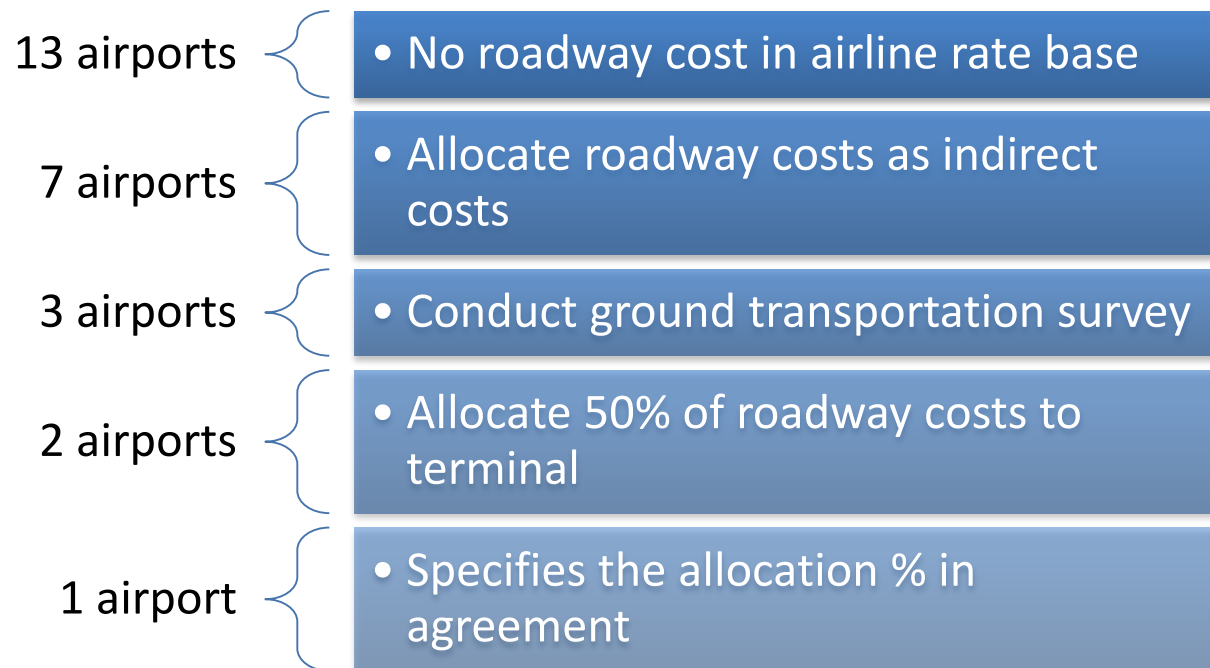 13 airports
• No roadway cost in airline rate base
7 airports
• Allocate roadway costs as indirect
costs
3 airports
• Conduct ground transportation survey
2 airports
• Allocate 50% of roadway costs to
terminal
1 airport
• Specifies the allocation % in
agreement